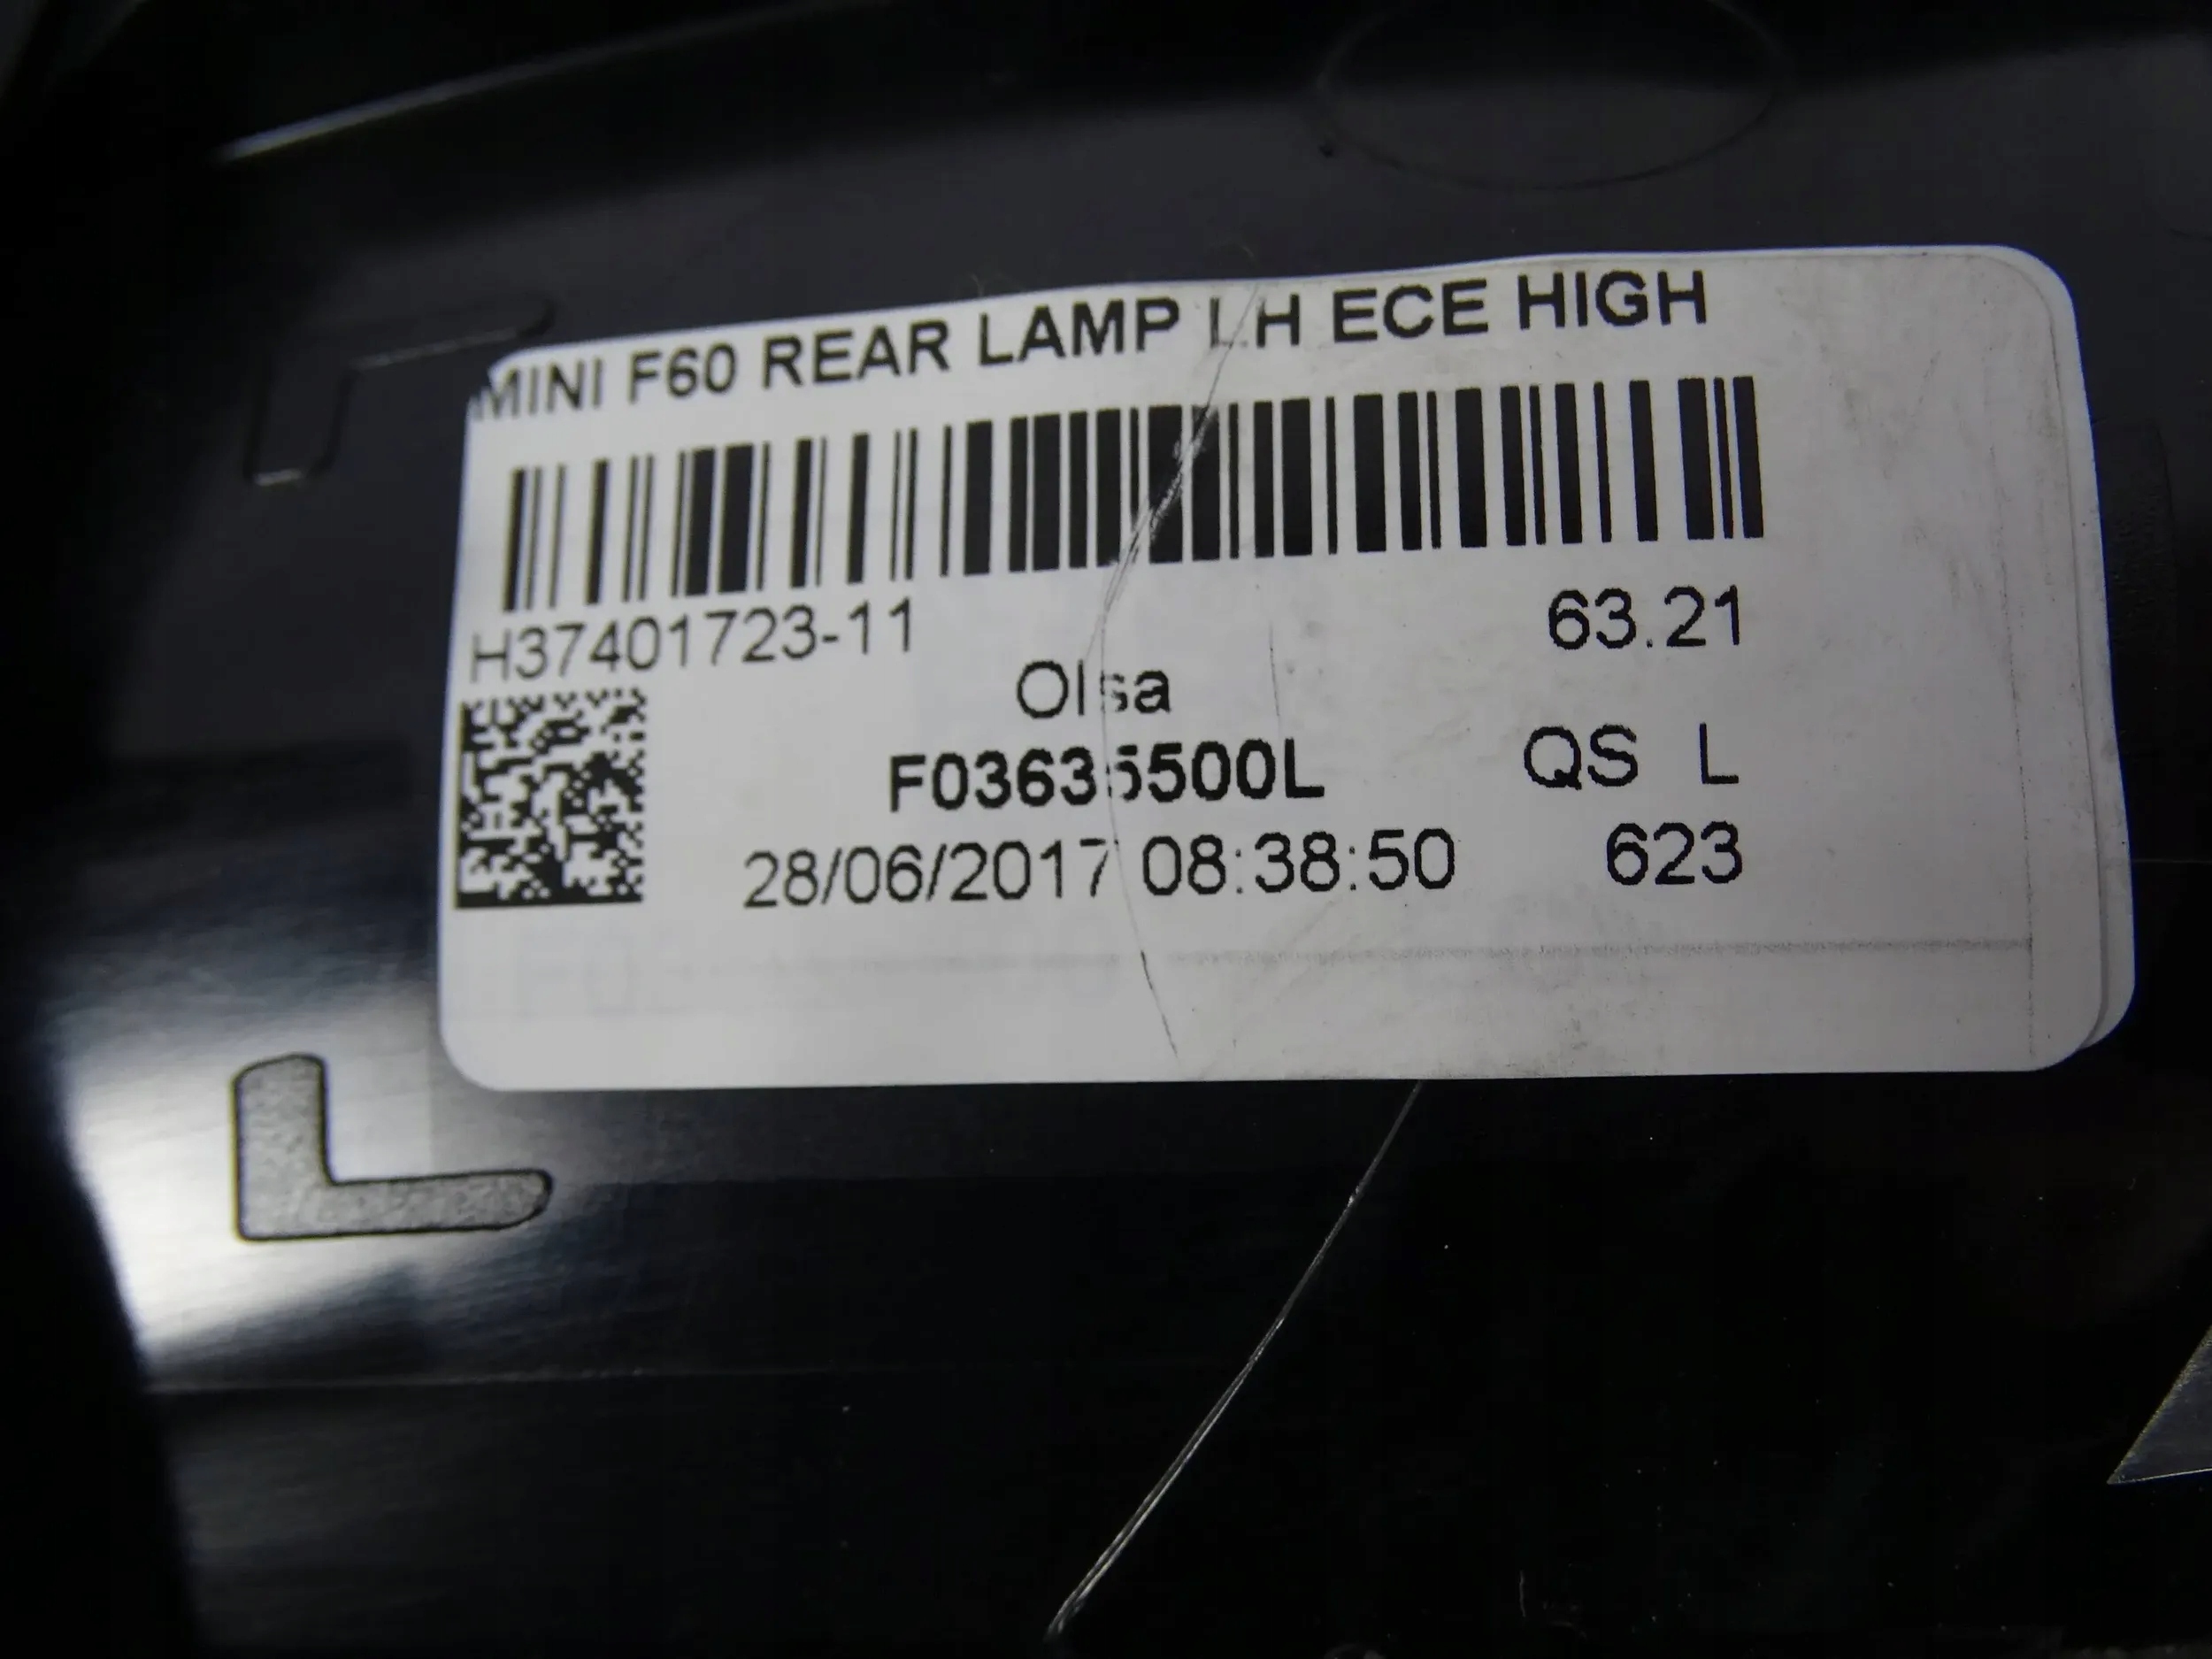 MINI F60 REAR LAMP LH ECE HIGH
H37401723-11
63.21
Olsa
F03635500L
QS L
28/06/2017 08:38:50
623
L